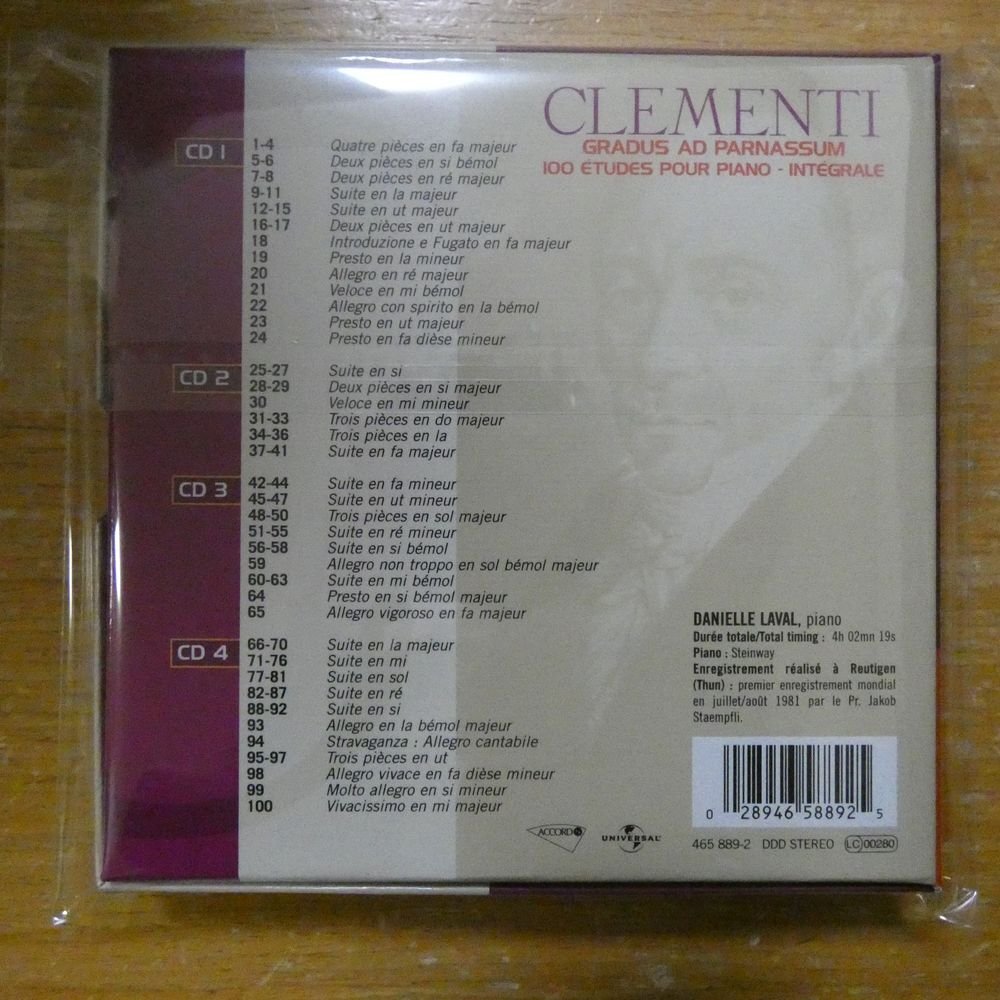 CLEMENTI
GRADUS AD PARNASSUM
100 ÉTUDES POUR PIANO - INTÉGRALE
CD 1
1-4 Quatre pièces en fa majeur
5-6 Deux pièces en si bémol
7-8 Deux pièces en ré majeur
9-11 Suite en la majeur
12-15 Suite en ut majeur
16-17 Deux pièces en ut majeur
18 Introduzione e Fugato en fa majeur
19 Presto en la mineur
20 Allegro en ré majeur
21 Veloce en mi bémol
22 Allegro con spirito en la bémol
23 Presto en ut majeur
24 Presto en fa dièse mineur
CD 2
25-27 Suite en si
28-29 Deux pièces en si majeur
30 Veloce en mi mineur
31-33 Trois pièces en do majeur
34-36 Trois pièces en la
37-41 Suite en fa majeur
CD 3
42-44 Suite en fa mineur
45-47 Suite en ut mineur
48-50 Trois pièces en sol majeur
51-55 Suite en ré mineur
56-58 Suite en si bémol
59 Allegro non troppo en sol bémol majeur
60-63 Suite en mi bémol
64 Presto en si bémol majeur
65 Allegro vigoroso en fa majeur
CD 4
66-70 Suite en la majeur
71-76 Suite en mi
77-81 Suite en sol
82-87 Suite en ré
88-92 Suite en si
93 Allegro en la bémol majeur
94 Stravaganza : Allegro cantabile
95-97 Trois pièces en ut
98 Allegro vivace en fa dièse mineur
99 Molto allegro en si mineur
100 Vivacissimo en mi majeur
DANIELLE LAVAL, piano
Durée totale/Total timing : 4h 02mn 19s
Piano : Steinway
Enregistrement réalisé à Reutigen
(Thun) : premier enregistrement mondial
en juillet/août 1981 par le Pr. Jakob
Staempfli.
0 28946 58892 5
ACCORD
UNIVERSAL
465 889-2 DDD STEREO LC 00280